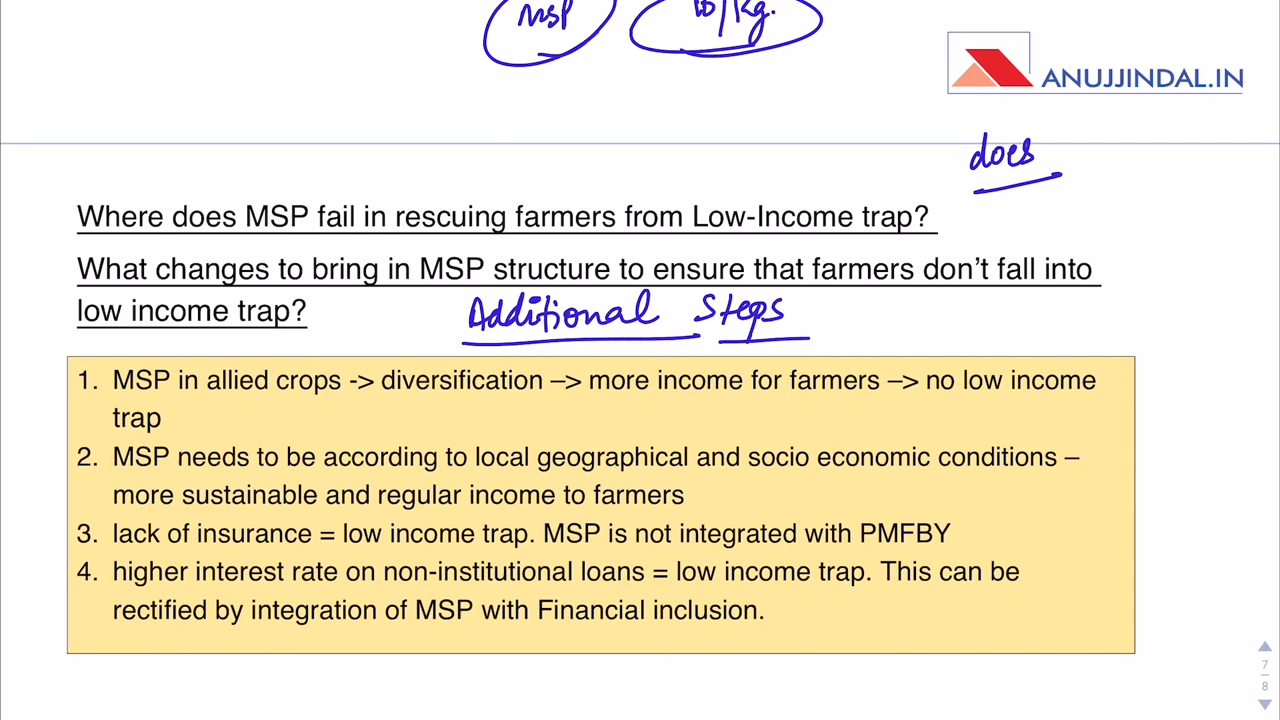 MSP 10/Kg.
ANUJJINDAL.IN
does
Where does MSP fail in rescuing farmers from Low-Income trap?
What changes to bring in MSP structure to ensure that farmers don’t fall into
low income trap?
Additional Steps
1. MSP in allied crops -> diversification –> more income for farmers –> no low income
trap
2. MSP needs to be according to local geographical and socio economic conditions –
more sustainable and regular income to farmers
3. lack of insurance = low income trap. MSP is not integrated with PMFBY
4. higher interest rate on non-institutional loans = low income trap. This can be
rectified by integration of MSP with Financial inclusion.
7
8